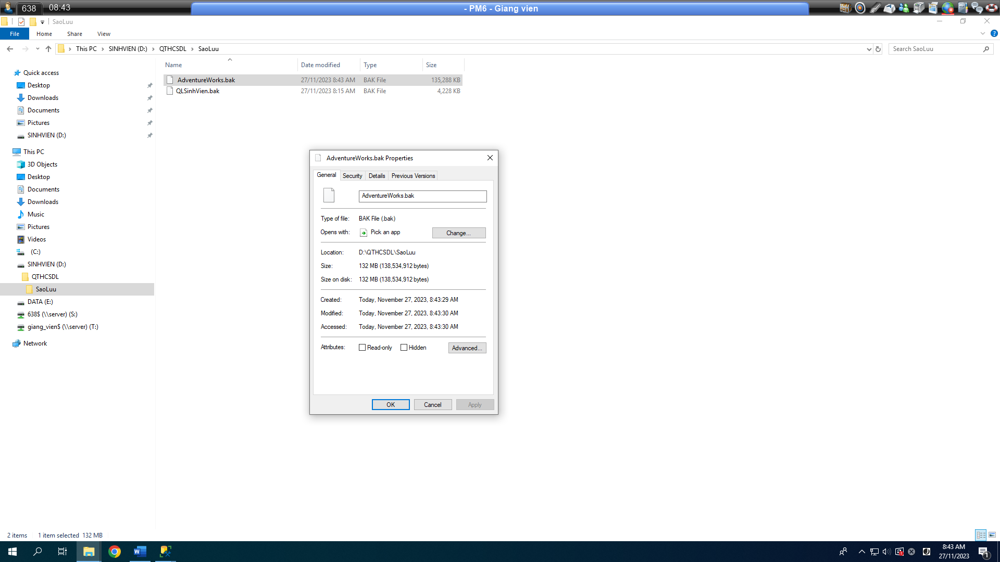 638
08:43
- PM6 - Giang vien
SaoLuu
File Home Share View
This PC SINHVIEN (D:) QTHCSDL SaoLuu
Search SaoLuu
Name Date modified Type Size
AdventureWorks.bak 27/11/2023 8:43 AM BAK File 135,288 KB
QLSinhVien.bak 27/11/2023 8:15 AM BAK File 4,228 KB
Quick access
Desktop
Downloads
Documents
Pictures
SINHVIEN (D:)
This PC
3D Objects
Desktop
Documents
Downloads
Music
Pictures
Videos
(C:)
SINHVIEN (D:)
QTHCSDL
SaoLuu
DATA (E:)
638$ (\\server) (S:)
giang_vien$ (\\server) (T:)
Network
AdventureWorks.bak Properties
General Security Details Previous Versions
AdventureWorks.bak
Type of file: BAK File (.bak)
Opens with: Pick an app Change...
Location: D:\QTHCSDL\SaoLuu
Size: 132 MB (138,534,912 bytes)
Size on disk: 132 MB (138,534,912 bytes)
Created: Today, November 27, 2023, 8:43:29 AM
Modified: Today, November 27, 2023, 8:43:30 AM
Accessed: Today, November 27, 2023, 8:43:30 AM
Attributes: Read-only Hidden Advanced...
OK Cancel Apply
2 items 1 item selected 132 MB
8:43 AM
27/11/2023
1